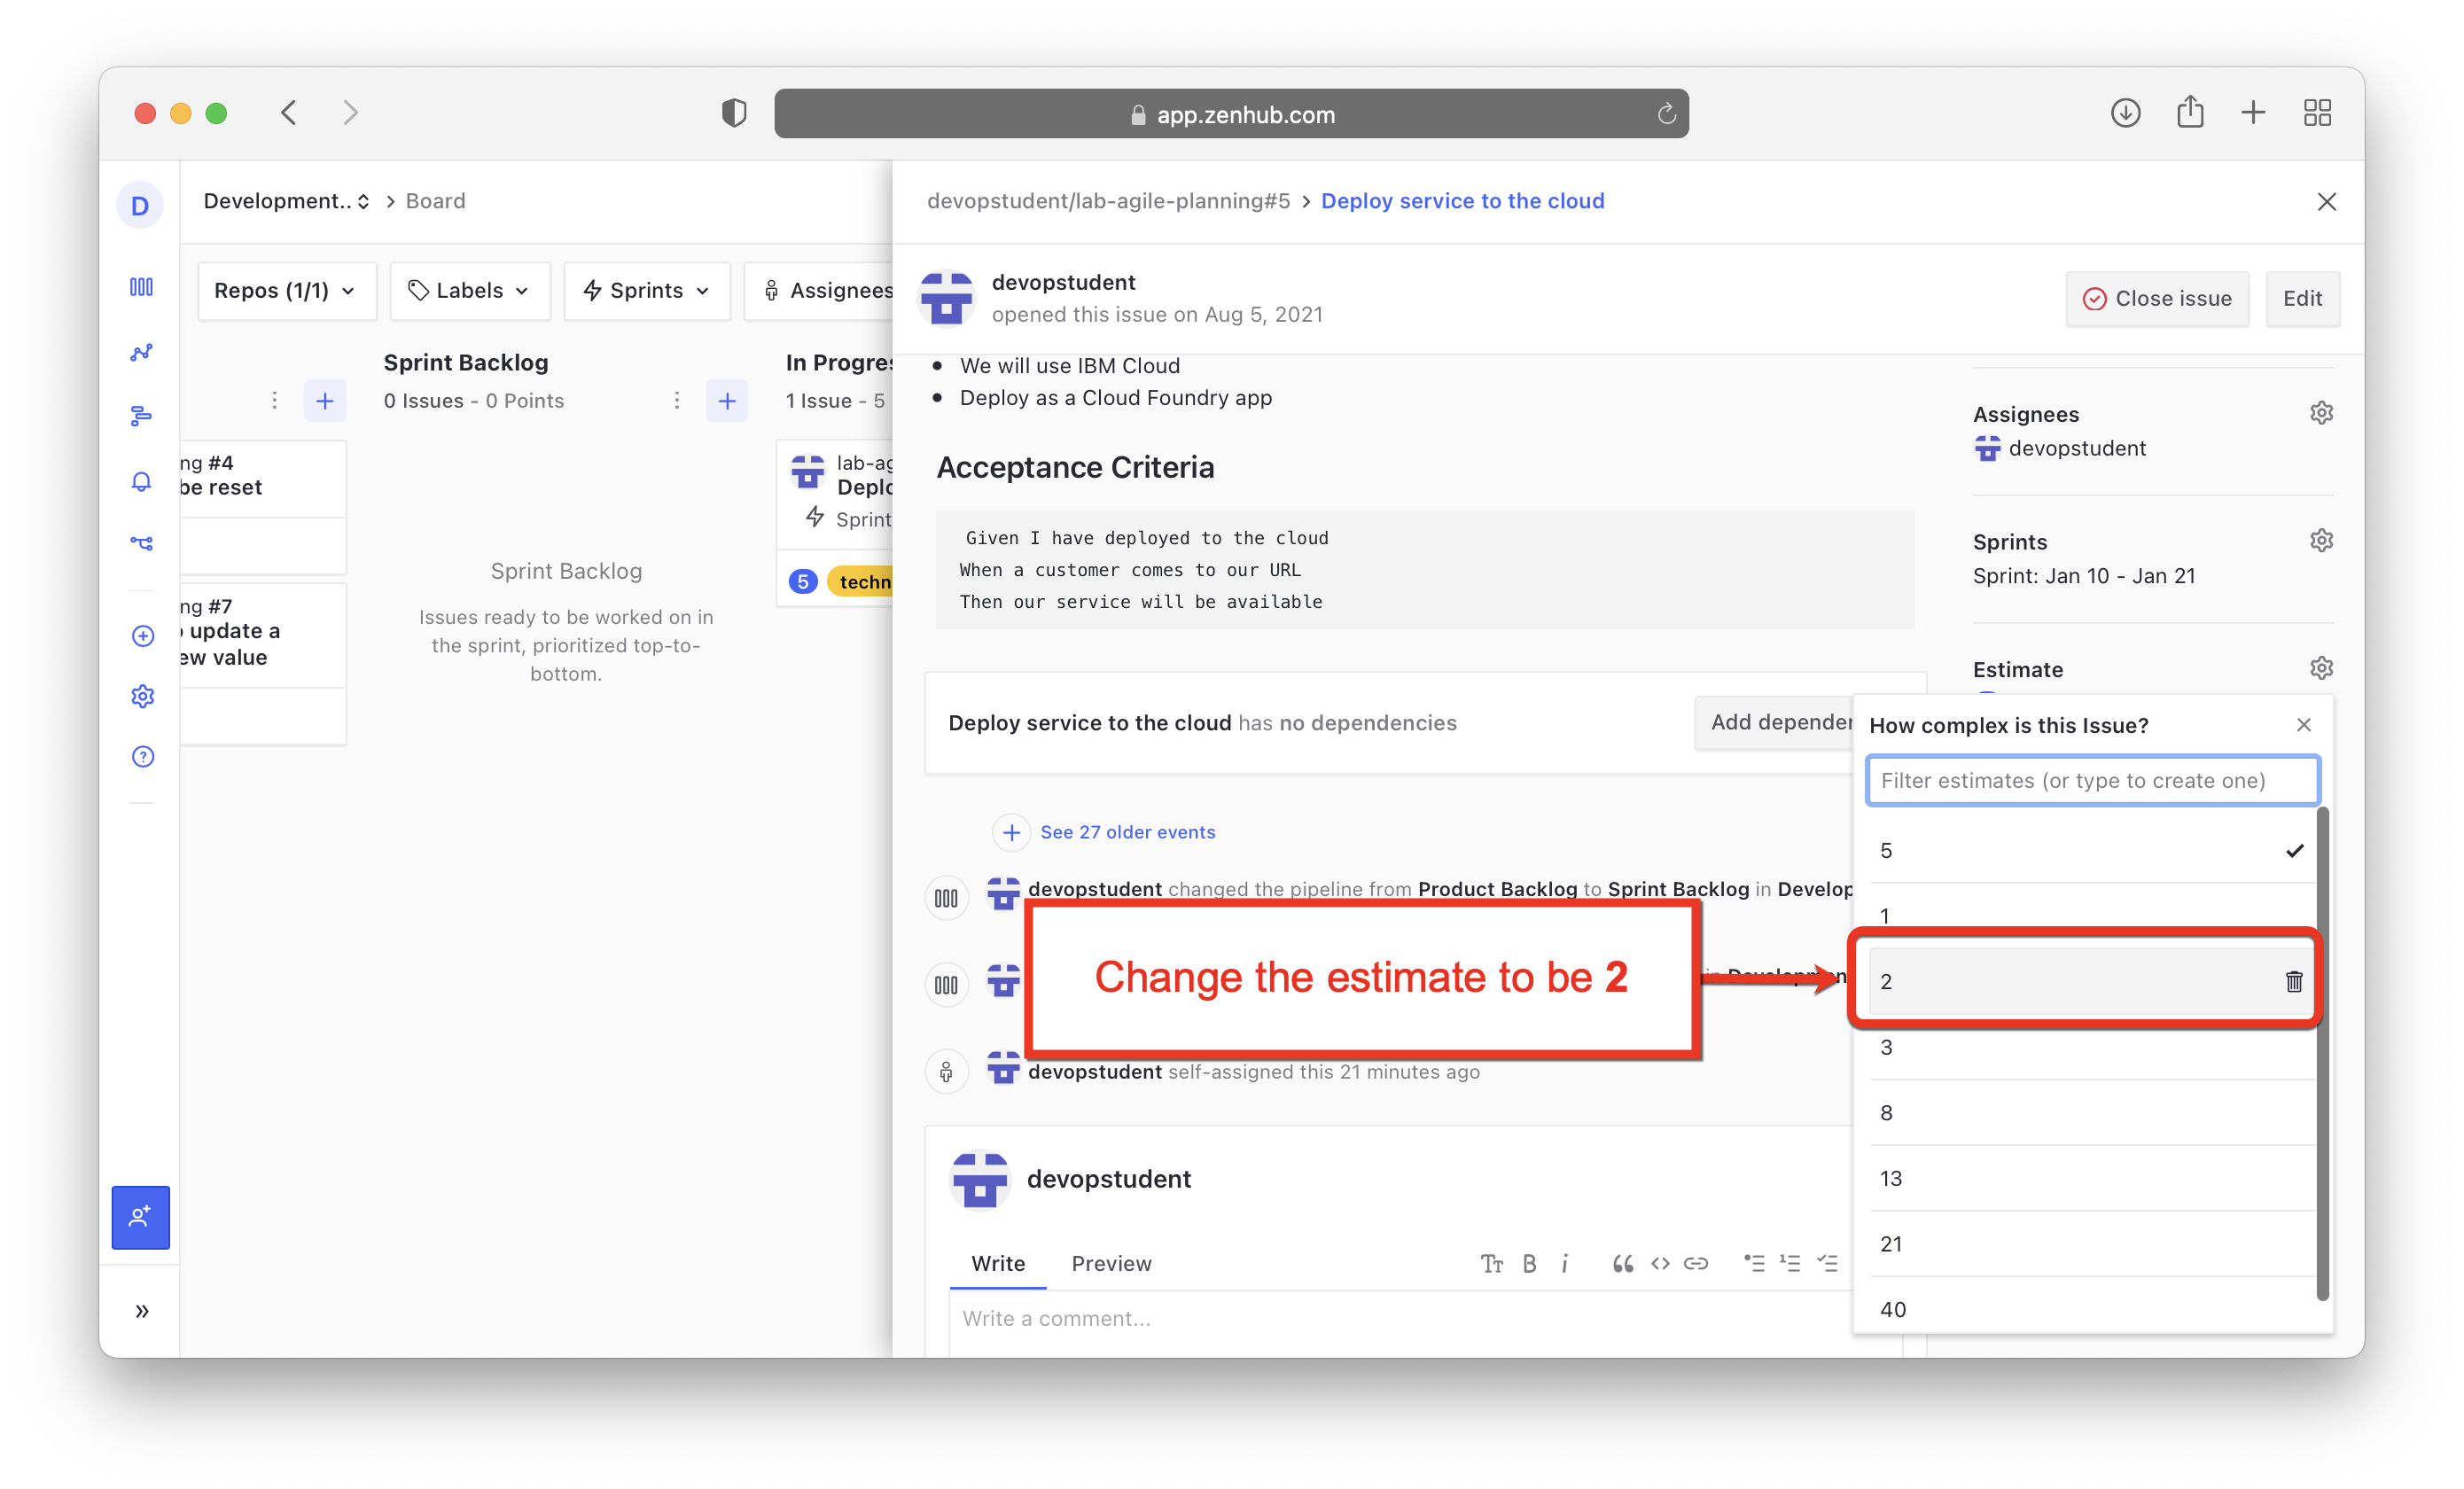 app.zenhub.com
D
Development.. > Board
Repos (1/1)
Labels
Sprints
Assignees
ng #4
be reset
ng #7
update a
ew value
Sprint Backlog
0 Issues - 0 Points
Sprint Backlog
Issues ready to be worked on in
the sprint, prioritized top-to-
bottom.
In Progres
1 Issue - 5
lab-ag
Deplo
Sprint
5 techn
devopstudent/lab-agile-planning#5 > Deploy service to the cloud
devopstudent
opened this issue on Aug 5, 2021
Close issue
Edit
• We will use IBM Cloud
• Deploy as a Cloud Foundry app
Acceptance Criteria
Given I have deployed to the cloud
When a customer comes to our URL
Then our service will be available
Deploy service to the cloud has no dependencies
Add depender
See 27 older events
devopstudent changed the pipeline from Product Backlog to Sprint Backlog in Develop
Change the estimate to be 2
in Developmen
devopstudent self-assigned this 21 minutes ago
devopstudent
Write
Preview
Write a comment...
Assignees
devopstudent
Sprints
Sprint: Jan 10 - Jan 21
Estimate
How complex is this Issue?
Filter estimates (or type to create one)
5
1
2
3
8
13
21
40